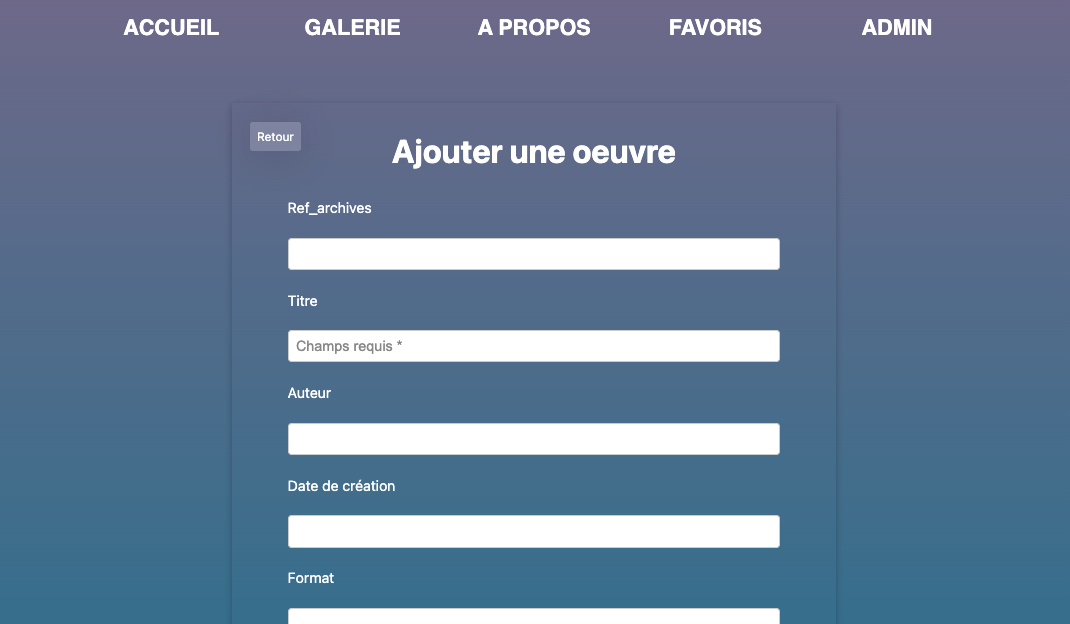 ACCUEIL GALERIE A PROPOS FAVORIS ADMIN
Retour
Ajouter une oeuvre
Ref_archives
Titre
Champs requis *
Auteur
Date de création
Format